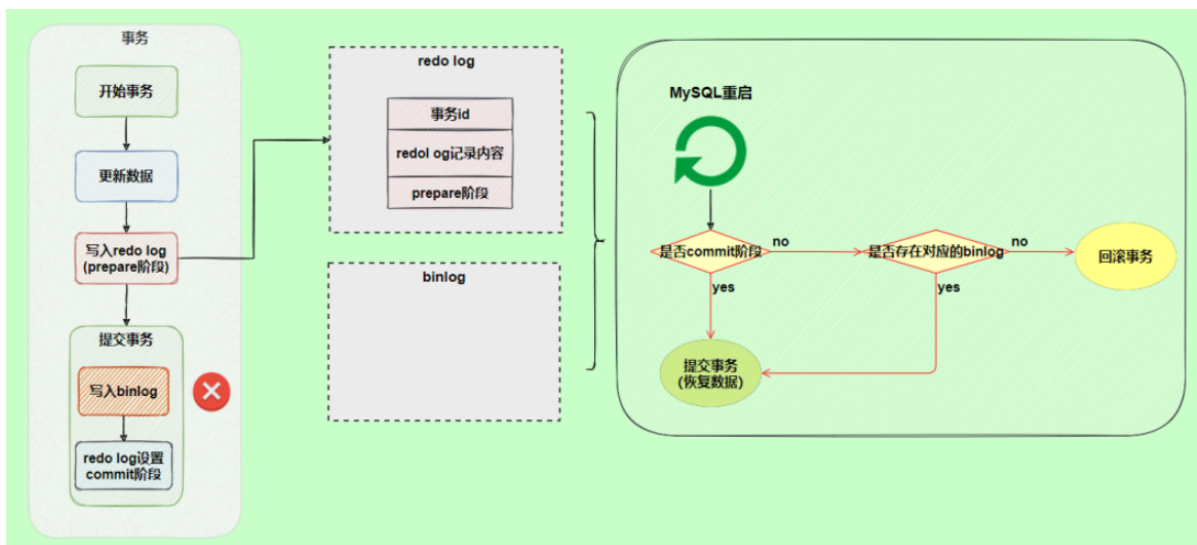 事务
开始事务
更新数据
写入redo log
(prepare阶段)
提交事务
写入binlog
redo log设置
commit阶段
redo log
事务id
redol og记录内容
prepare阶段
binlog
MySQL重启
是否commit阶段
no
是否存在对应的binlog
no
回滚事务
yes
yes
提交事务
(恢复数据)